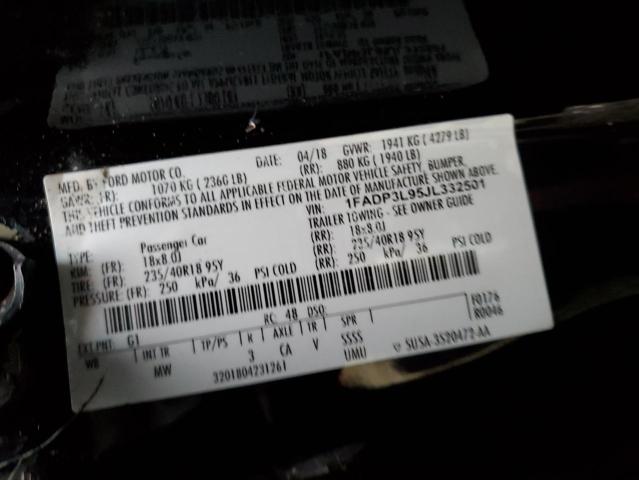 MFD. BY FORD MOTOR CO.
DATE: 04/18 GVWR: 1941 KG ( 4279 LB)
GAWR: (FR): 1070 KG ( 2360 LB) (RR): 880 KG ( 1940 LB)
THIS VEHICLE CONFORMS TO ALL APPLICABLE FEDERAL MOTOR VEHICLE SAFETY, BUMPER,
AND THEFT PREVENTION STANDARDS IN EFFECT ON THE DATE OF MANUFACTURE SHOWN ABOVE.
VIN: 1FADP3L95JL332501
TYPE: Passenger Car TRAILER TOWING - SEE OWNER GUIDE
RIM: (FR): 18x8.0J (RR): 18x8.0J
TIRE: (FR): 235/40R18 95Y (RR): 235/40R18 95Y
PRESSURE: (FR): 250 kPa/ 36 PSI COLD (RR): 250 kPa/ 36 PSI COLD
EXT PNT: G1 RC: 48 DSO: F0176
R0046
WB INT TR TP/PS R AXLE TR SPR
MW 3 CA V SSSS
UMU
3201804231261
SU5A-3520472-AA